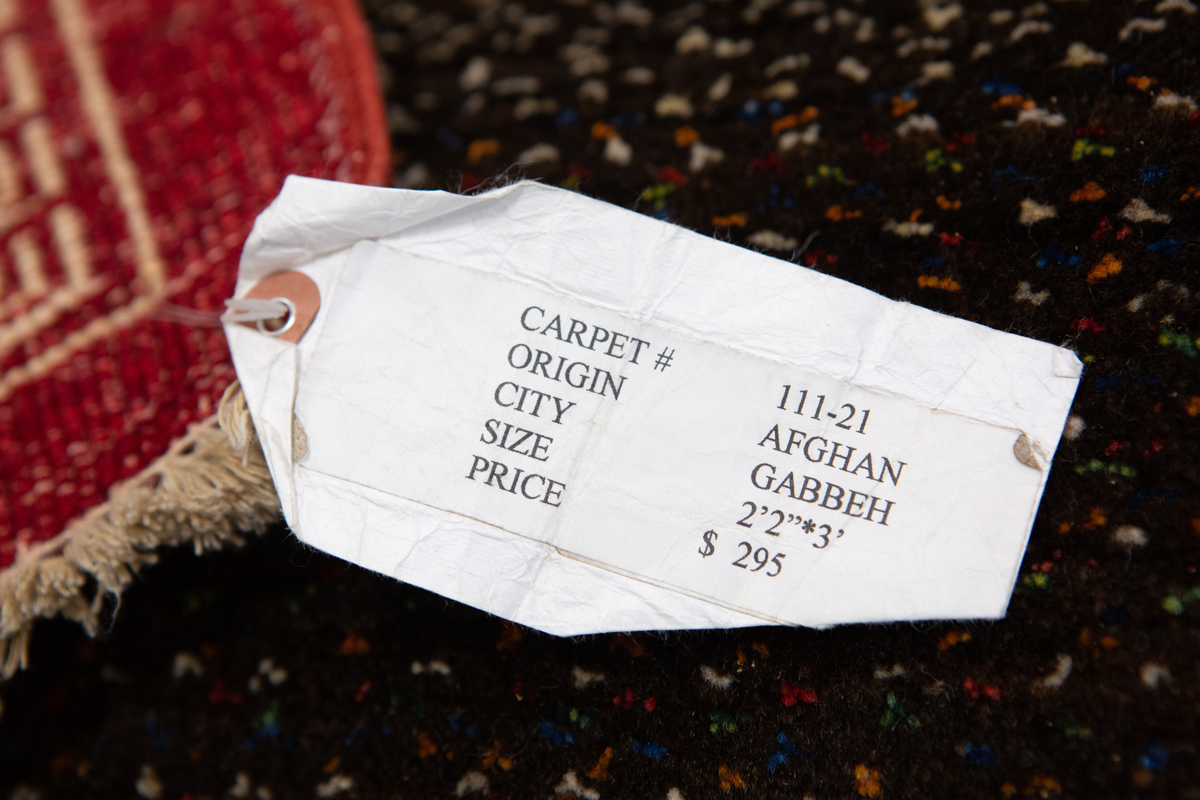 CARPET # 111-21
ORIGIN AFGHAN
CITY GABBEH
SIZE 2'2"*3'
PRICE $ 295